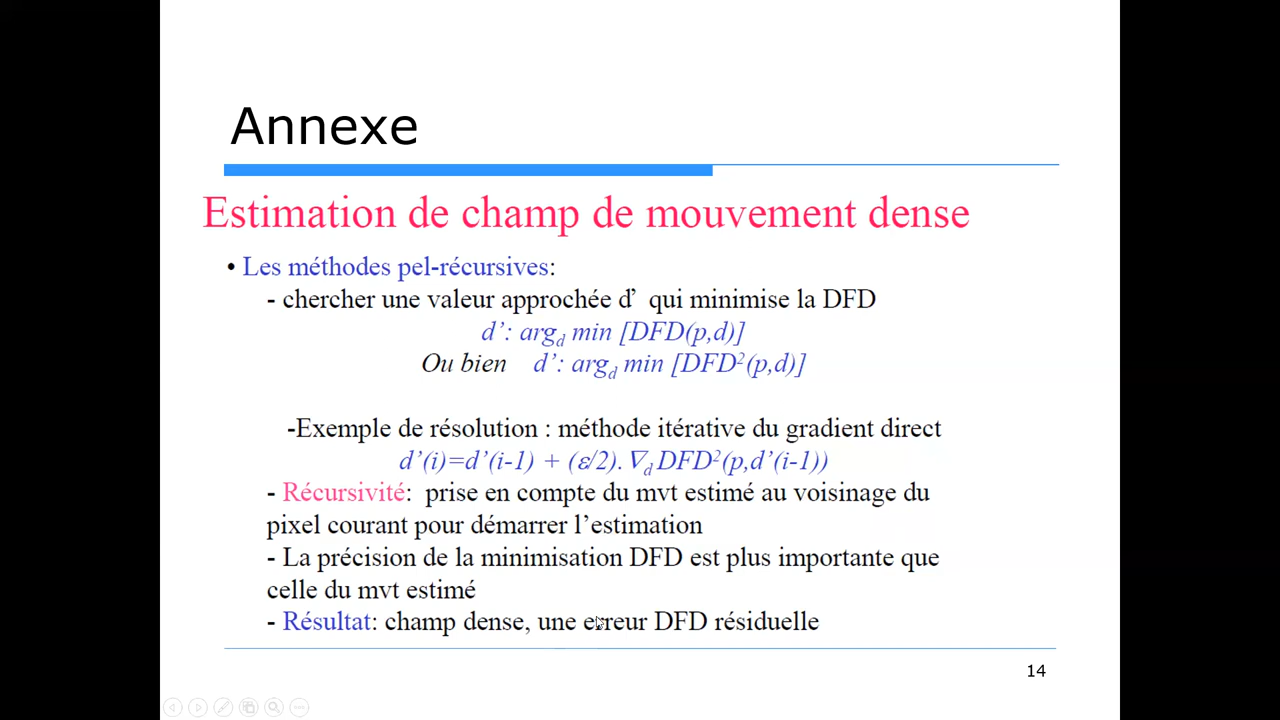 Annexe
Estimation de champ de mouvement dense
• Les méthodes pel-récursives:
- chercher une valeur approchée d’ qui minimise la DFD
d’: arg_d min [DFD(p,d)]
Ou bien d’: arg_d min [DFD²(p,d)]
-Exemple de résolution : méthode itérative du gradient direct
d’(i)=d’(i-1) + (ε/2).∇_d DFD²(p,d’(i-1))
- Récursivité: prise en compte du mvt estimé au voisinage du
pixel courant pour démarrer l’estimation
- La précision de la minimisation DFD est plus importante que
celle du mvt estimé
- Résultat: champ dense, une erreur DFD résiduelle
14